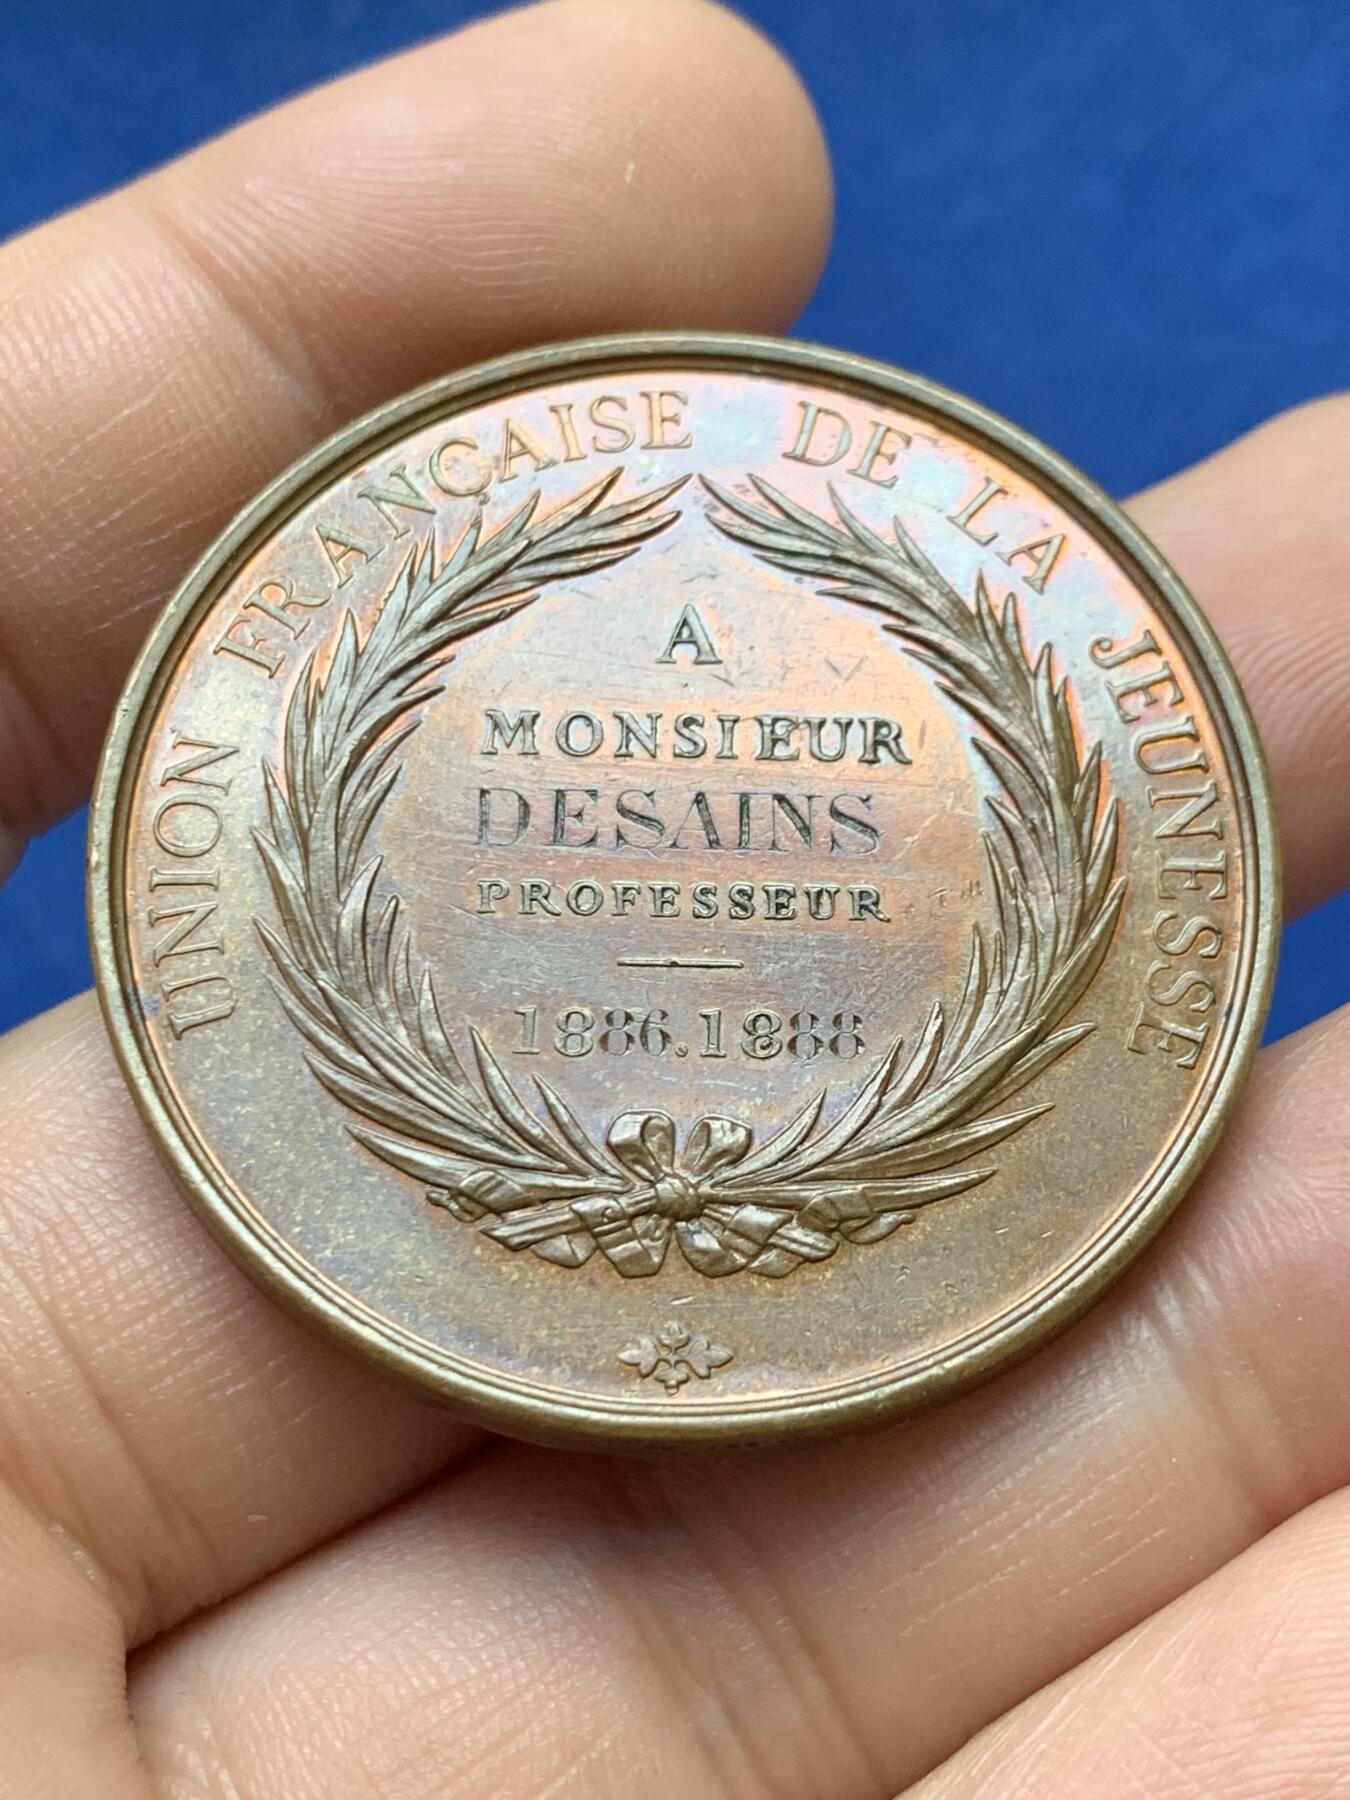 UNION FRANÇAISE DE LA JEUNESSE
A
MONSIEUR
DESAINS
PROFESSEUR
1886.1888